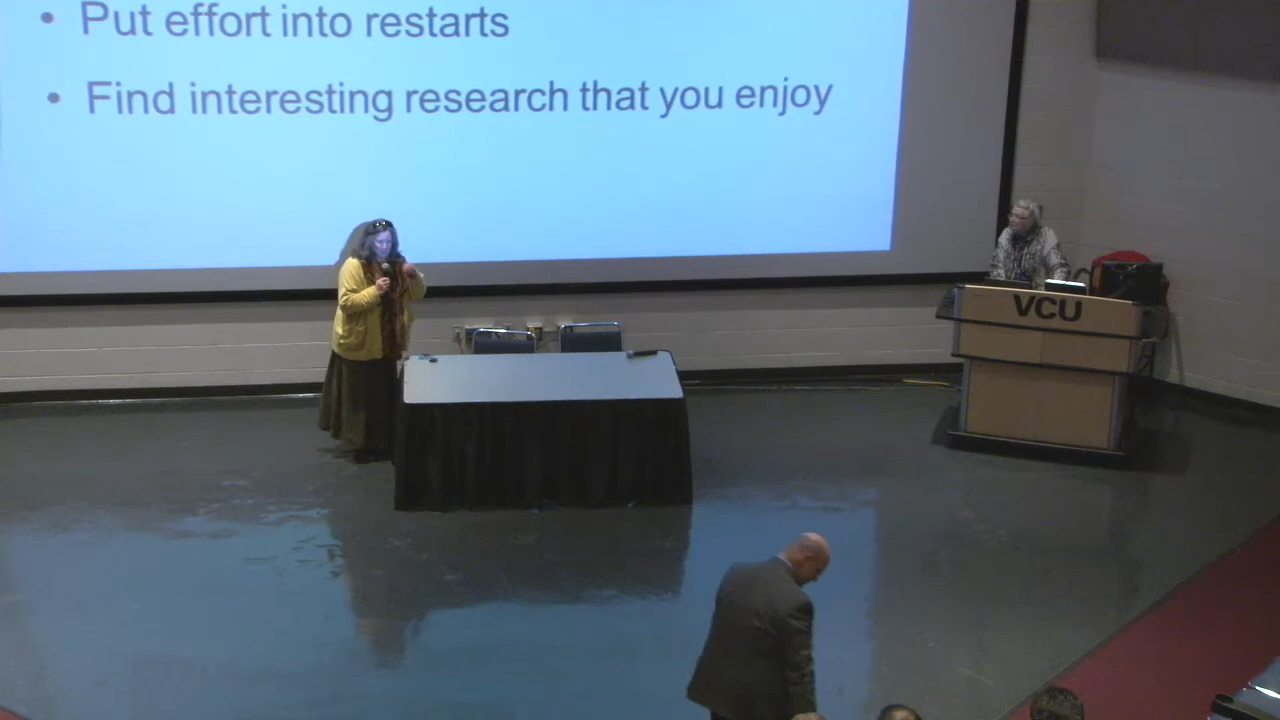 • Put effort into restarts
• Find interesting research that you enjoy
VCU